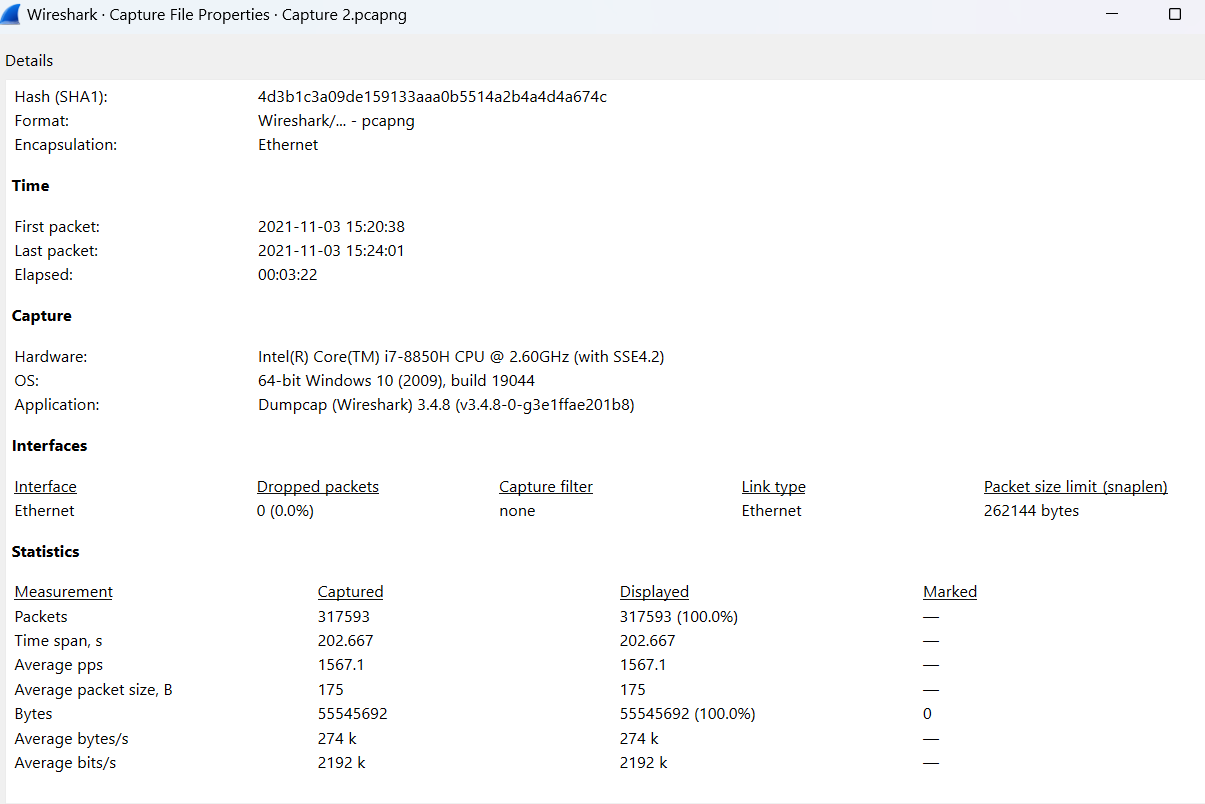 Wireshark · Capture File Properties · Capture 2.pcapng
Details
Hash (SHA1): 4d3b1c3a09de159133aaa0b5514a2b4a4d4a674c
Format: Wireshark/... - pcapng
Encapsulation: Ethernet
Time
First packet: 2021-11-03 15:20:38
Last packet: 2021-11-03 15:24:01
Elapsed: 00:03:22
Capture
Hardware: Intel(R) Core(TM) i7-8850H CPU @ 2.60GHz (with SSE4.2)
OS: 64-bit Windows 10 (2009), build 19044
Application: Dumpcap (Wireshark) 3.4.8 (v3.4.8-0-g3e1ffae201b8)
Interfaces
Interface Dropped packets Capture filter Link type Packet size limit (snaplen)
Ethernet 0 (0.0%) none Ethernet 262144 bytes
Statistics
Measurement Captured Displayed Marked
Packets 317593 317593 (100.0%) —
Time span, s 202.667 202.667 —
Average pps 1567.1 1567.1 —
Average packet size, B 175 175 —
Bytes 55545692 55545692 (100.0%) 0
Average bytes/s 274 k 274 k —
Average bits/s 2192 k 2192 k —